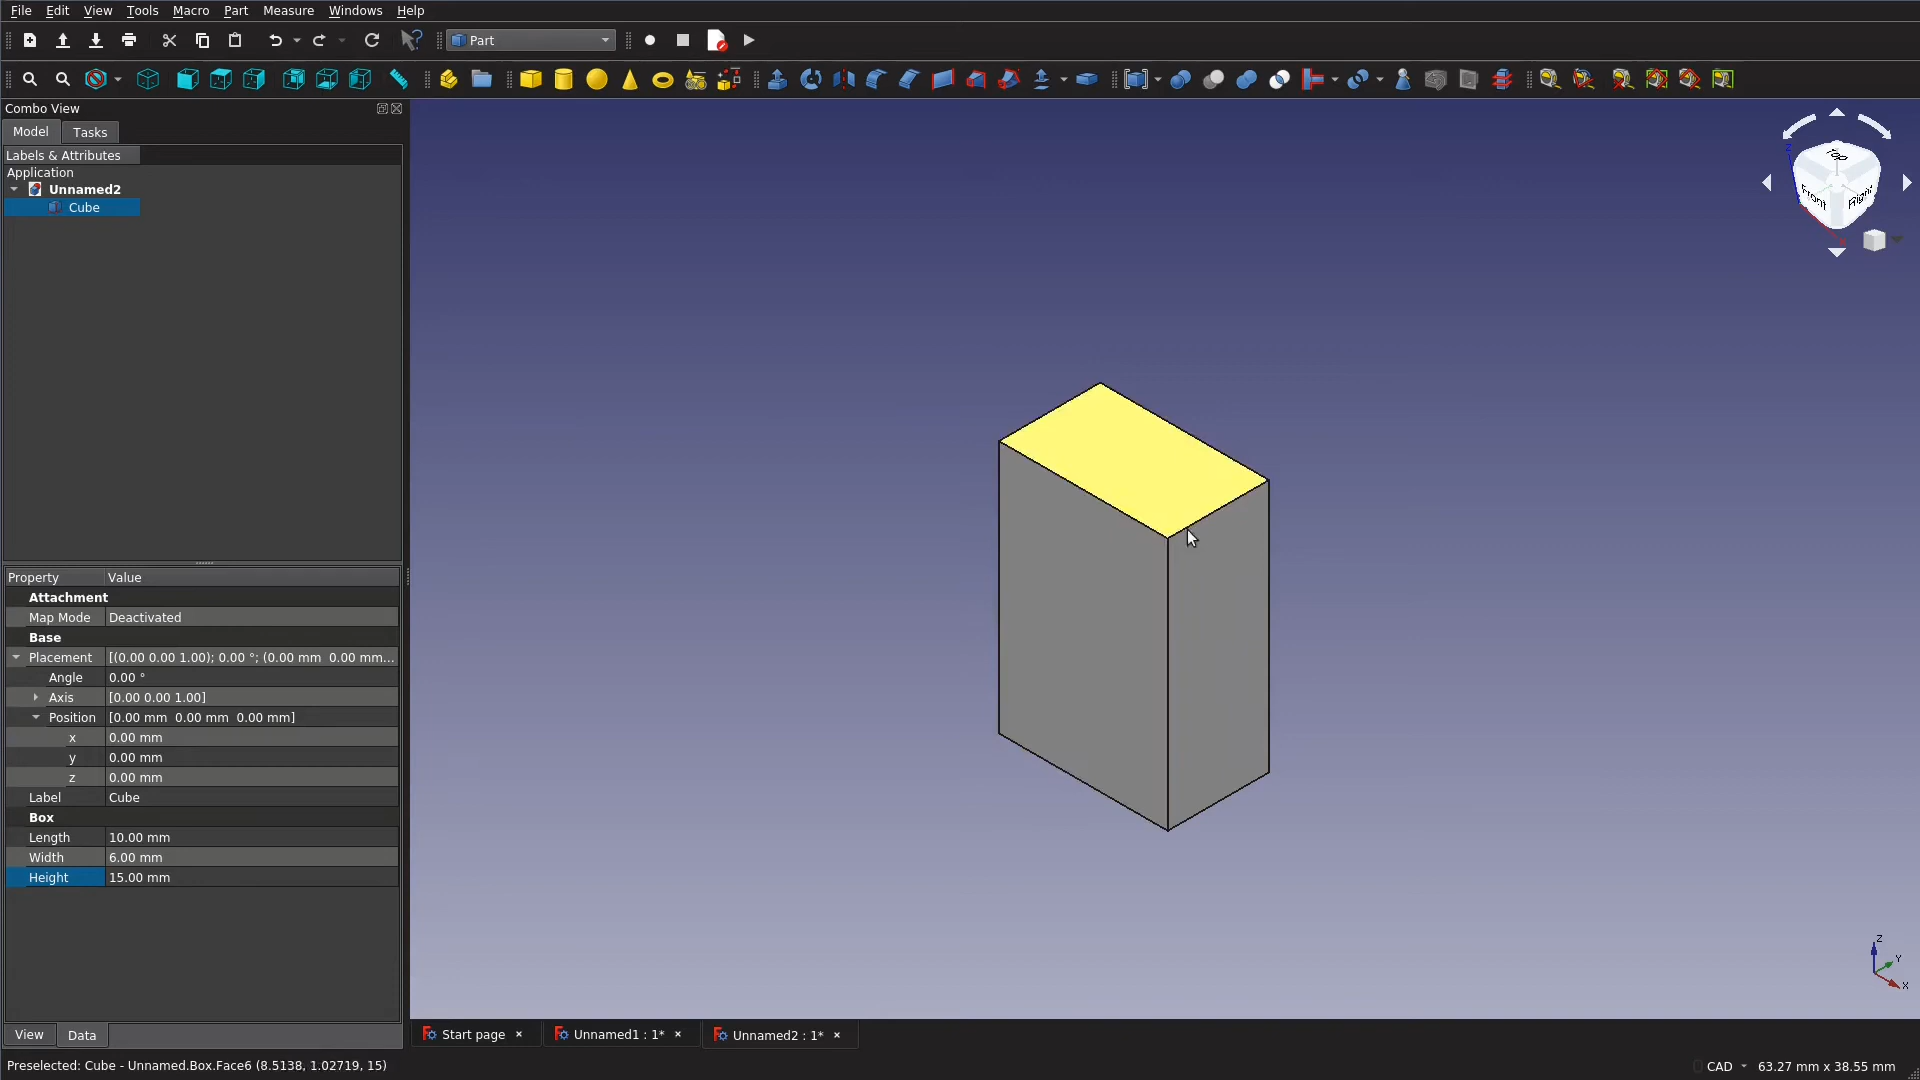 File Edit View Tools Macro Part Measure Windows Help
Part
Combo View
Model Tasks
Labels & Attributes
Application
Unnamed2
Cube
Top
Front
Right
Z
Property Value
Attachment
Map Mode Deactivated
Base
Placement [(0.00 0.00 1.00); 0.00 °; (0.00 mm  0.00 mm...
Angle 0.00 °
Axis [0.00 0.00 1.00]
Position [0.00 mm  0.00 mm  0.00 mm]
x 0.00 mm
y 0.00 mm
z 0.00 mm
Label Cube
Box
Length 10.00 mm
Width 6.00 mm
Height 15.00 mm
Z
Y
X
View Data
Start page Unnamed1 : 1* Unnamed2 : 1*
Preselected: Cube - Unnamed.Box.Face6 (8.5138, 1.02719, 15)
CAD 63.27 mm x 38.55 mm